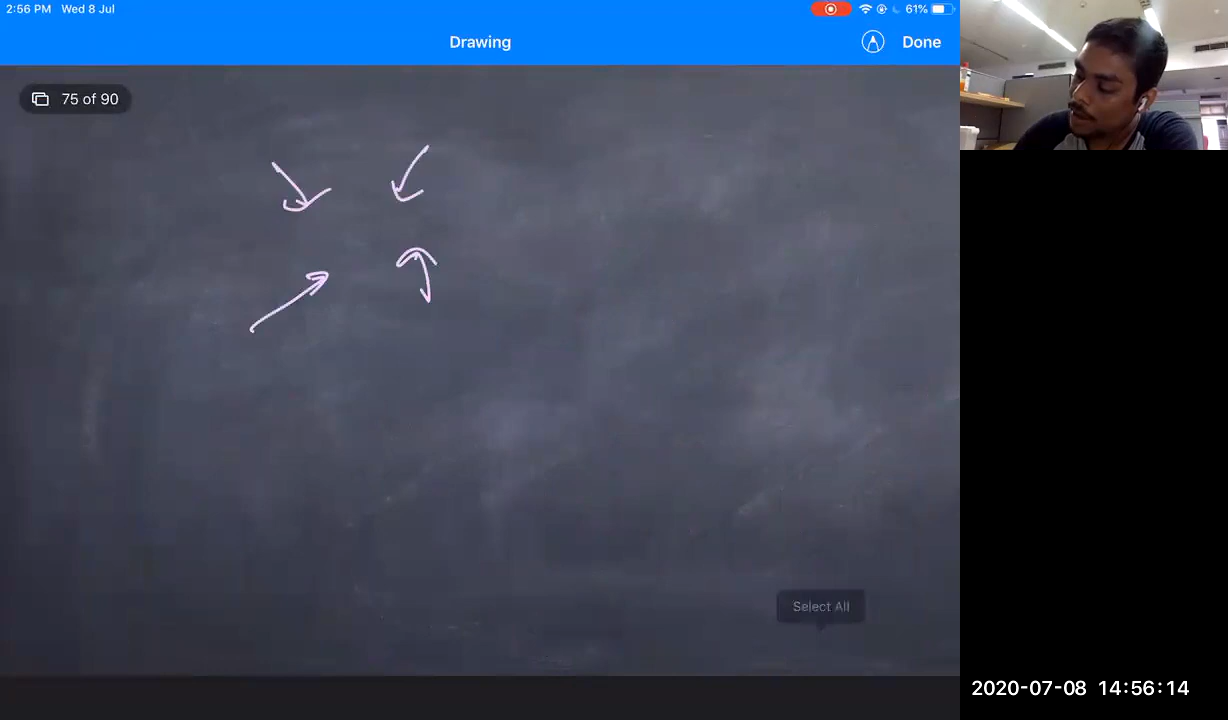 2:56 PM Wed 8 Jul 61%
Drawing Done
75 of 90
Select All
2020-07-08 14:56:14